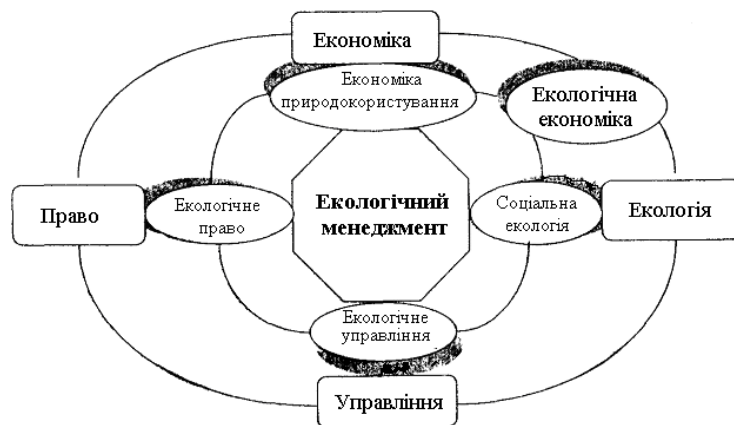 Економіка
Економіка
природокористування
Екологічна
економіка
Право
Екологічне
право
Екологічний
менеджмент
Соціальна
екологія
Екологія
Екологічне
управління
Управління